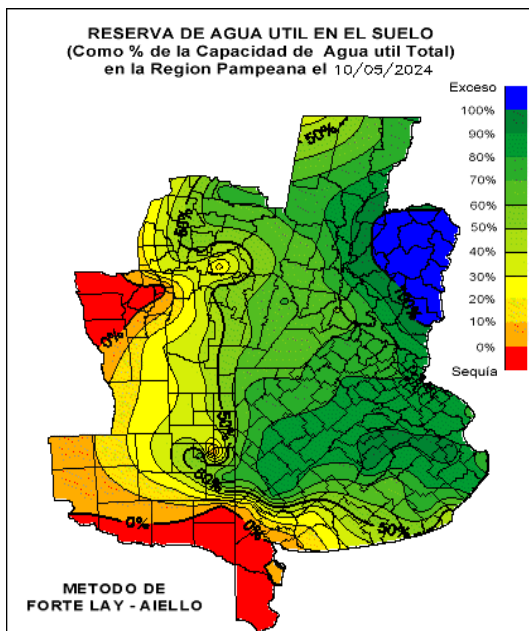 RESERVA DE AGUA UTIL EN EL SUELO
(Como % de la Capacidad de Agua util Total)
en la Region Pampeana el 10/05/2024
Exceso
100%
90%
80%
70%
60%
50%
40%
30%
20%
10%
0%
Sequía
50%
50%
0%
50%
50%
0%
0%
50%
METODO DE
FORTE LAY - AIELLO